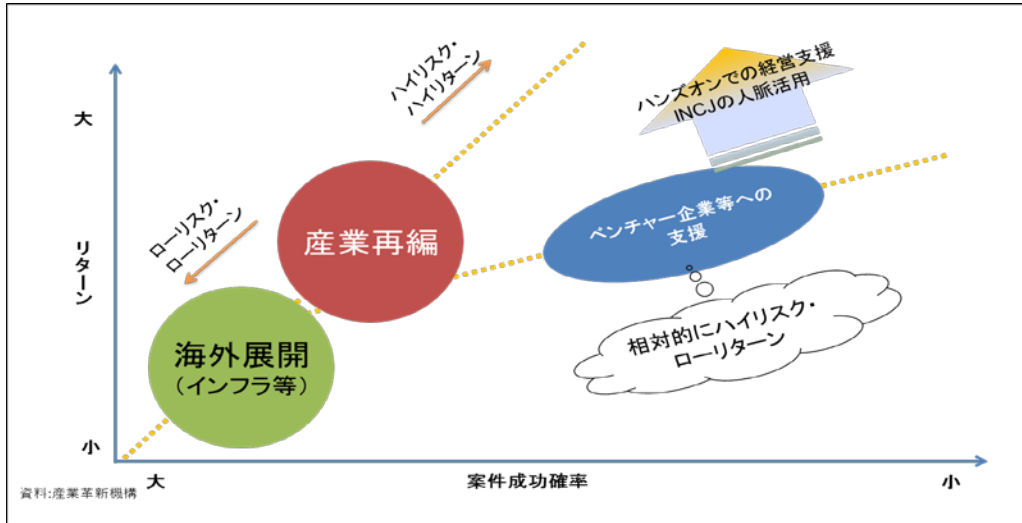 ハイリスク・
ハイリターン
ハンズオンでの経営支援
INCJの人脈活用
大
ローリスク・
ローリターン
産業再編
ベンチャー企業等への
支援
リターン
海外展開
（インフラ等）
相対的にハイリスク・
ローリターン
小
大
案件成功確率
小
資料:産業革新機構